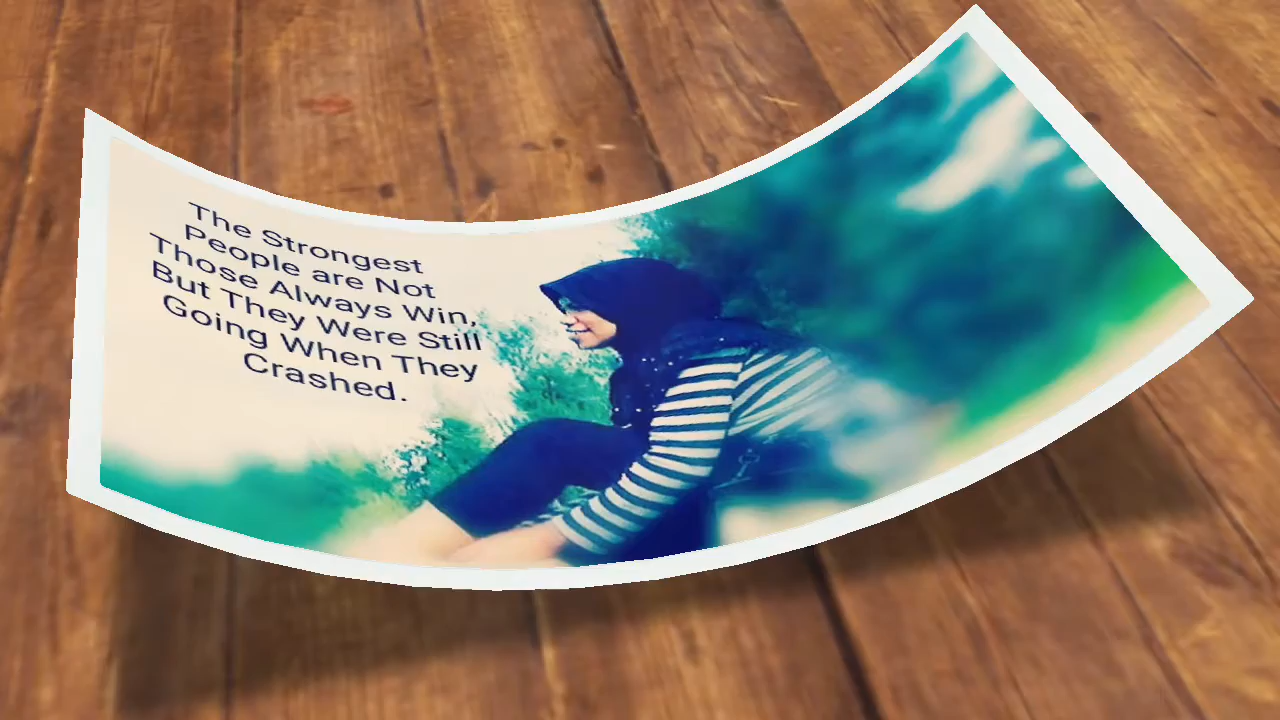 The Strongest
People are Not
Those Always Win,
But They Were Still
Going When They
Crashed.